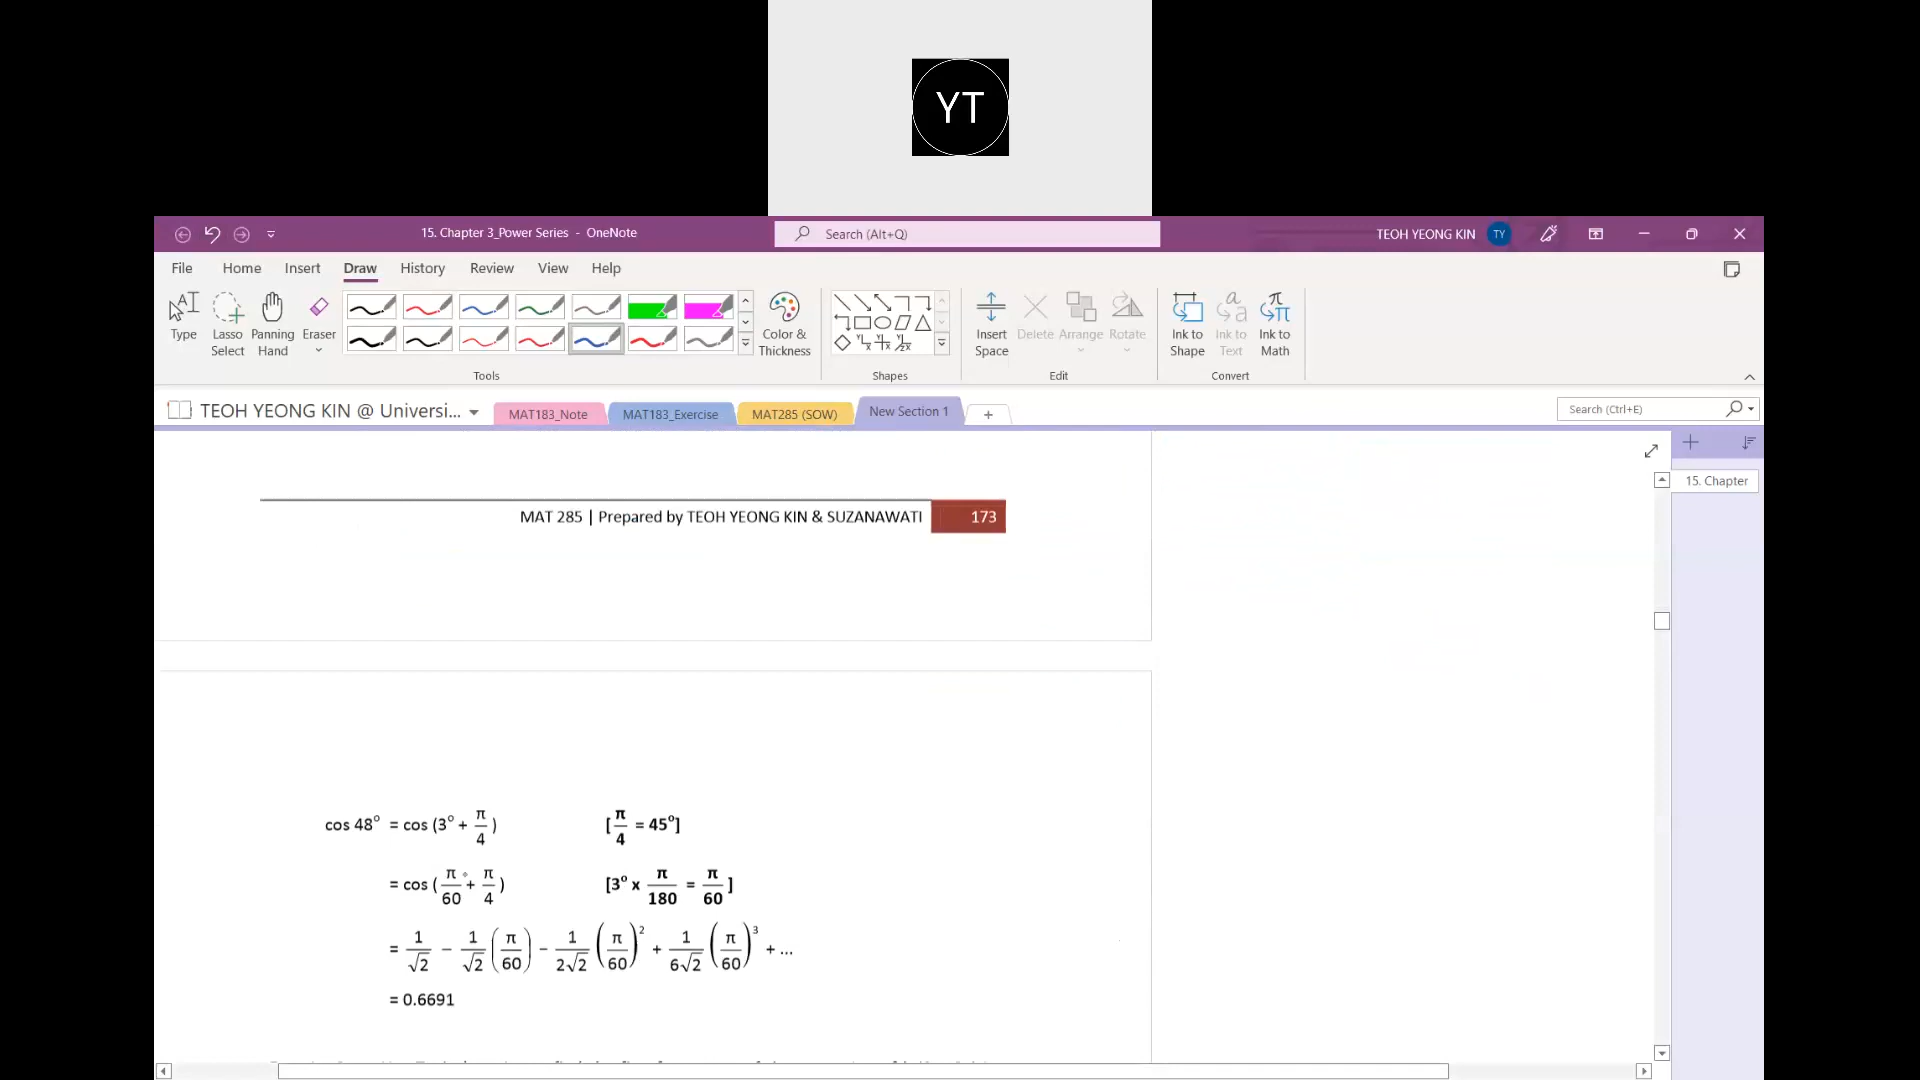 YT
15. Chapter 3_Power Series - OneNote
Search (Alt+Q)
TEOH YEONG KIN TY
File Home Insert Draw History Review View Help
Type
Lasso Select
Panning Hand
Eraser
Color & Thickness
Insert Space
Delete Arrange Rotate
Ink to Shape
Ink to Text
Ink to Math
Tools Shapes Edit Convert
TEOH YEONG KIN @ Universi... MAT183_Note MAT183_Exercise MAT285 (SOW) New Section 1 +
Search (Ctrl+E)
15. Chapter
MAT 285 | Prepared by TEOH YEONG KIN & SUZANAWATI 173
cos 48° = cos (3° + π/4) [π/4 = 45°]
= cos (π/60 + π/4) [3° x π/180 = π/60]
= 1/√2 − 1/√2 (π/60) − 1/2√2 (π/60)² + 1/6√2 (π/60)³ + ...
= 0.6691